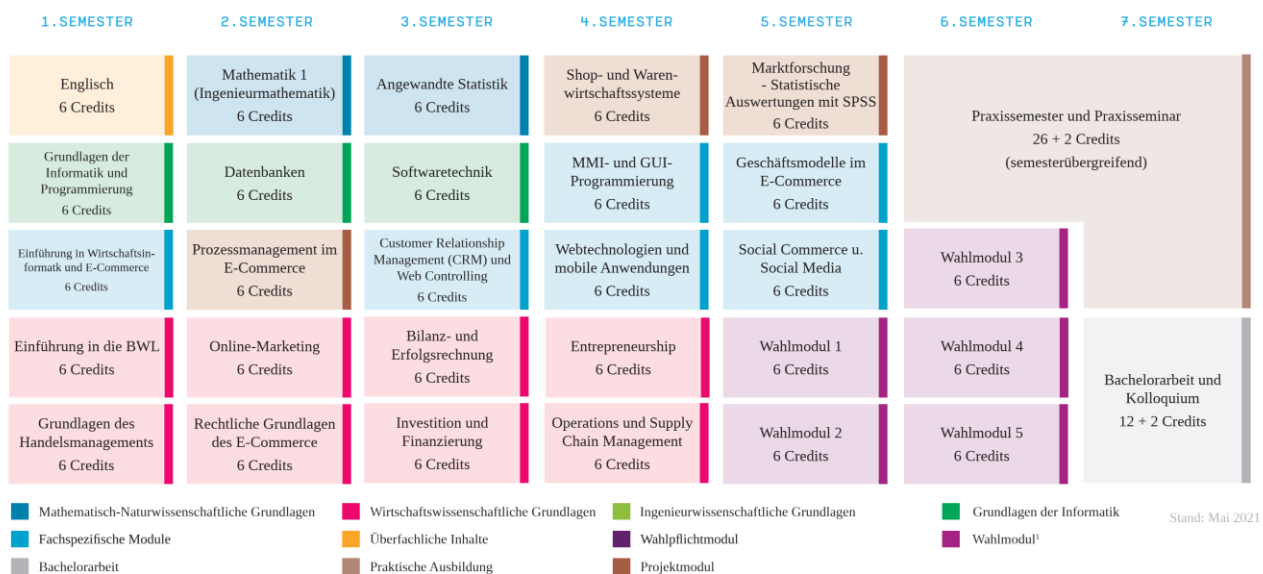 1.SEMESTER
2.SEMESTER
3.SEMESTER
4.SEMESTER
5.SEMESTER
6.SEMESTER
7.SEMESTER
Englisch
6 Credits
Mathematik 1
(Ingenieurmathematik)
6 Credits
Angewandte Statistik
6 Credits
Shop- und Waren-
wirtschaftssysteme
6 Credits
Marktforschung
- Statistische
Auswertungen mit SPSS
6 Credits
Praxissemester und Praxisseminar
26 + 2 Credits
(semesterübergreifend)
Grundlagen der
Informatik und
Programmierung
6 Credits
Datenbanken
6 Credits
Softwaretechnik
6 Credits
MMI- und GUI-
Programmierung
6 Credits
Geschäftsmodelle im
E-Commerce
6 Credits
Einführung in Wirtschaftsin-
formatk und E-Commerce
6 Credits
Prozessmanagement im
E-Commerce
6 Credits
Customer Relationship
Management (CRM) und
Web Controlling
6 Credits
Webtechnologien und
mobile Anwendungen
6 Credits
Social Commerce u.
Social Media
6 Credits
Wahlmodul 3
6 Credits
Einführung in die BWL
6 Credits
Online-Marketing
6 Credits
Bilanz- und
Erfolgsrechnung
6 Credits
Entrepreneurship
6 Credits
Wahlmodul 1
6 Credits
Wahlmodul 4
6 Credits
Bachelorarbeit und
Kolloquium
12 + 2 Credits
Grundlagen des
Handelsmanagements
6 Credits
Rechtliche Grundlagen
des E-Commerce
6 Credits
Investition und
Finanzierung
6 Credits
Operations und Supply
Chain Management
6 Credits
Wahlmodul 2
6 Credits
Wahlmodul 5
6 Credits
Mathematisch-Naturwissenschaftliche Grundlagen
Wirtschaftswissenschaftliche Grundlagen
Ingenieurwissenschaftliche Grundlagen
Grundlagen der Informatik
Stand: Mai 2021
Fachspezifische Module
Überfachliche Inhalte
Wahlpflichtmodul
Wahlmodul¹
Bachelorarbeit
Praktische Ausbildung
Projektmodul